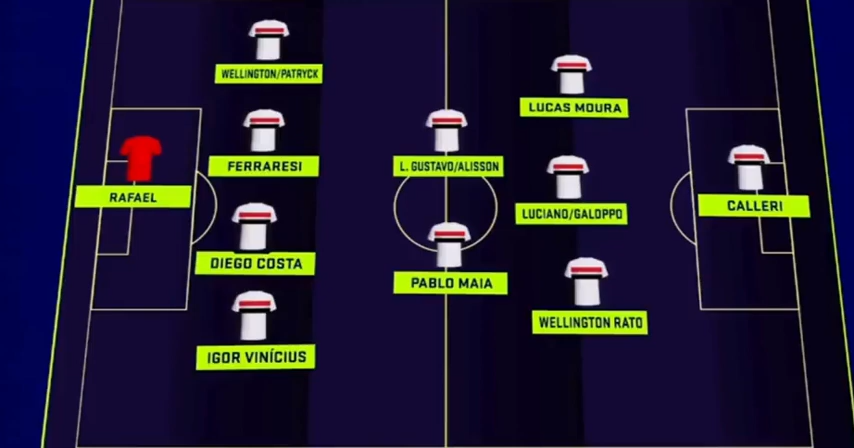 WELLINGTON/PATRYCK
LUCAS MOURA
FERRARESI
L. GUSTAVO/ALISSON
RAFAEL
CALLERI
LUCIANO/GALOPPO
DIEGO COSTA
PABLO MAIA
WELLINGTON RATO
IGOR VINÍCIUS